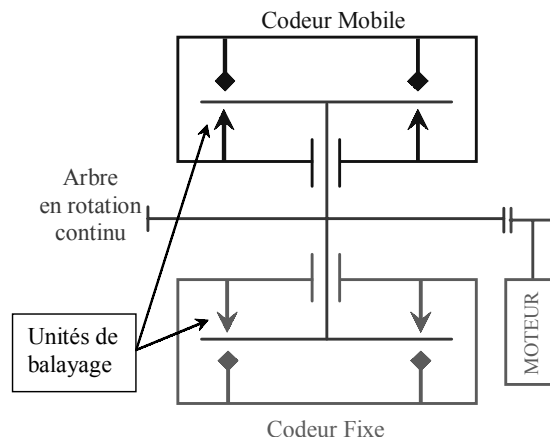 Codeur Mobile
Arbre
en rotation
continu
Unités de
balayage
MOTEUR
Codeur Fixe